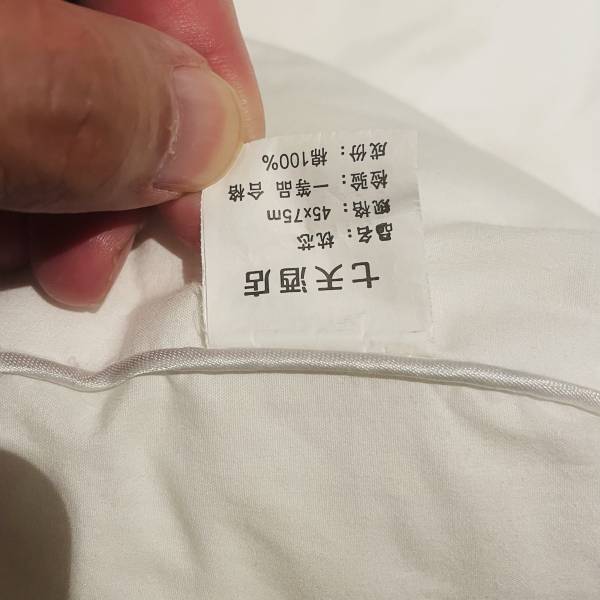 七天酒店
品名：枕芯
规格：45x75m
检验：一等品 合格
成份：棉100%